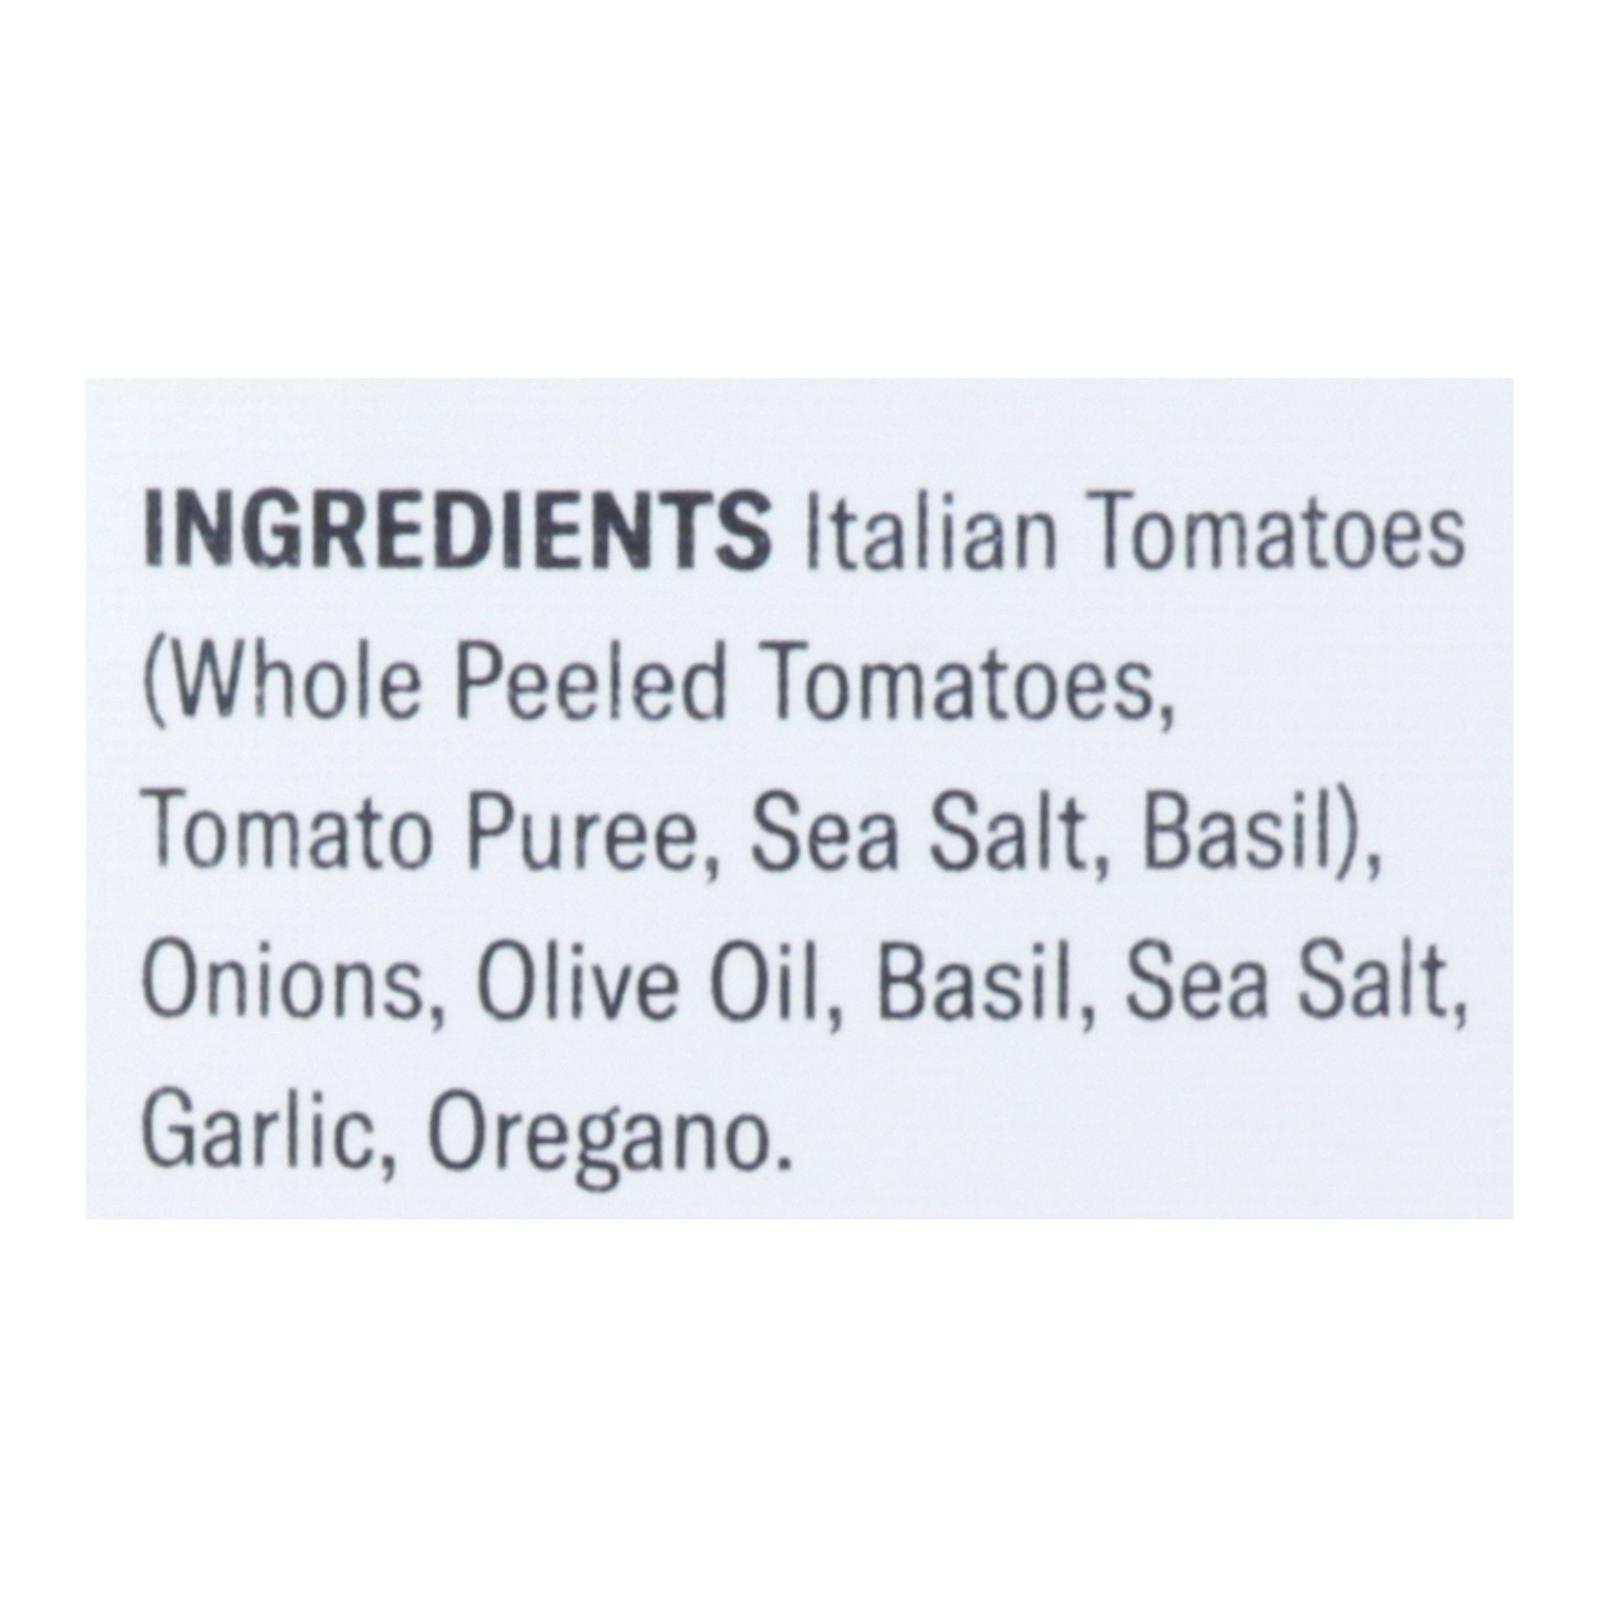 INGREDIENTS Italian Tomatoes
(Whole Peeled Tomatoes,
Tomato Puree, Sea Salt, Basil),
Onions, Olive Oil, Basil, Sea Salt,
Garlic, Oregano.